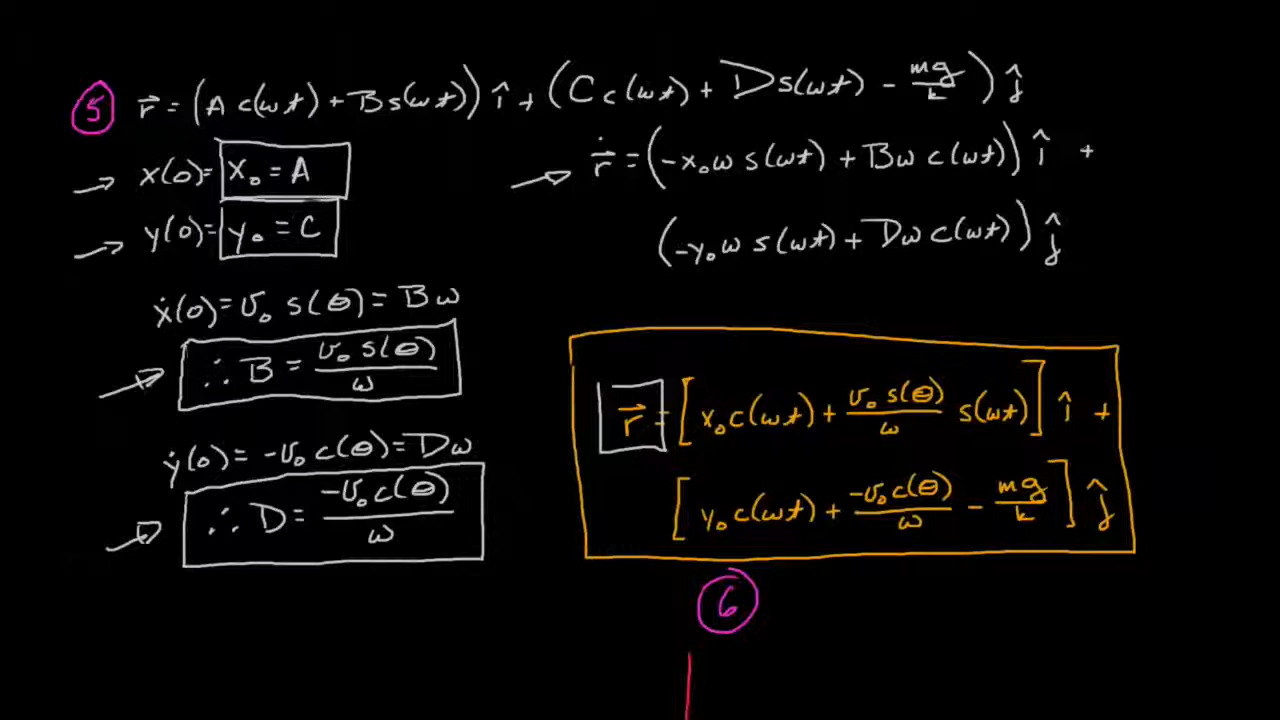 5 r⃗ = (A c(ωt) + B s(ωt)) î + (C c(ωt) + D s(ωt) - mg/k) ĵ
x(0) = x₀ = A
y(0) = y₀ = C
ẋ(0) = v₀ s(θ) = Bω
∴ B = v₀ s(θ)/ω
ẏ(0) = -v₀ c(θ) = Dω
∴ D = -v₀ c(θ)/ω
r⃗̇ = (-x₀ω s(ωt) + Bω c(ωt)) î +
(-y₀ω s(ωt) + Dω c(ωt)) ĵ
r⃗ = [x₀ c(ωt) + v₀ s(θ)/ω s(ωt)] î +
[y₀ c(ωt) + -v₀ c(θ)/ω - mg/k] ĵ
6